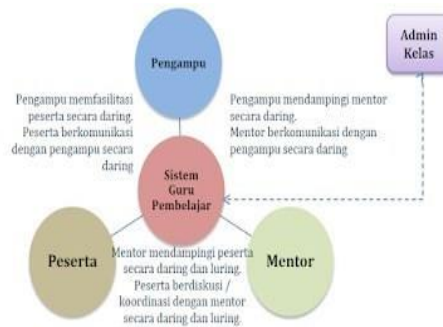 Pengampu
Admin
Kelas
Pengampu memfasilitasi
peserta secara daring.
Peserta berkomunikasi
dengan pengampu secara
daring
Pengampu mendampingi mentor
secara daring.
Mentor berkomunikasi dengan
pengampu secara daring
Sistem
Guru
Pembelajar
Peserta
Mentor mendampingi peserta
secara daring dan luring.
Peserta berdiskusi /
koordinasi dengan mentor
secara daring dan luring.
Mentor